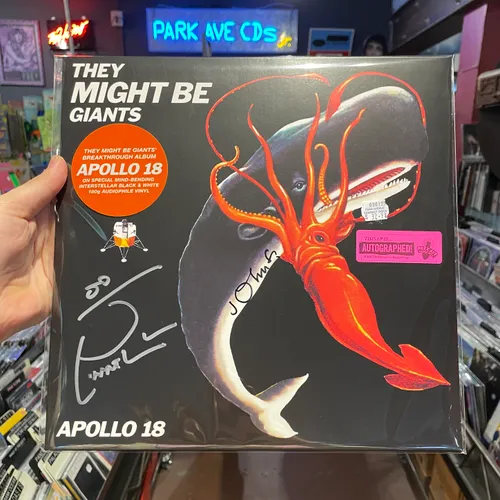 PARK AVE CDs
THEY
MIGHT BE
GIANTS
THEY MIGHT BE GIANTS'
BREAKTHROUGH ALBUM
APOLLO 18
ON SPECIAL MIND-BENDING
INTERSTELLAR BLACK & WHITE
180g AUDIOPHILE VINYL
AUTOGRAPHED!
APOLLO 18